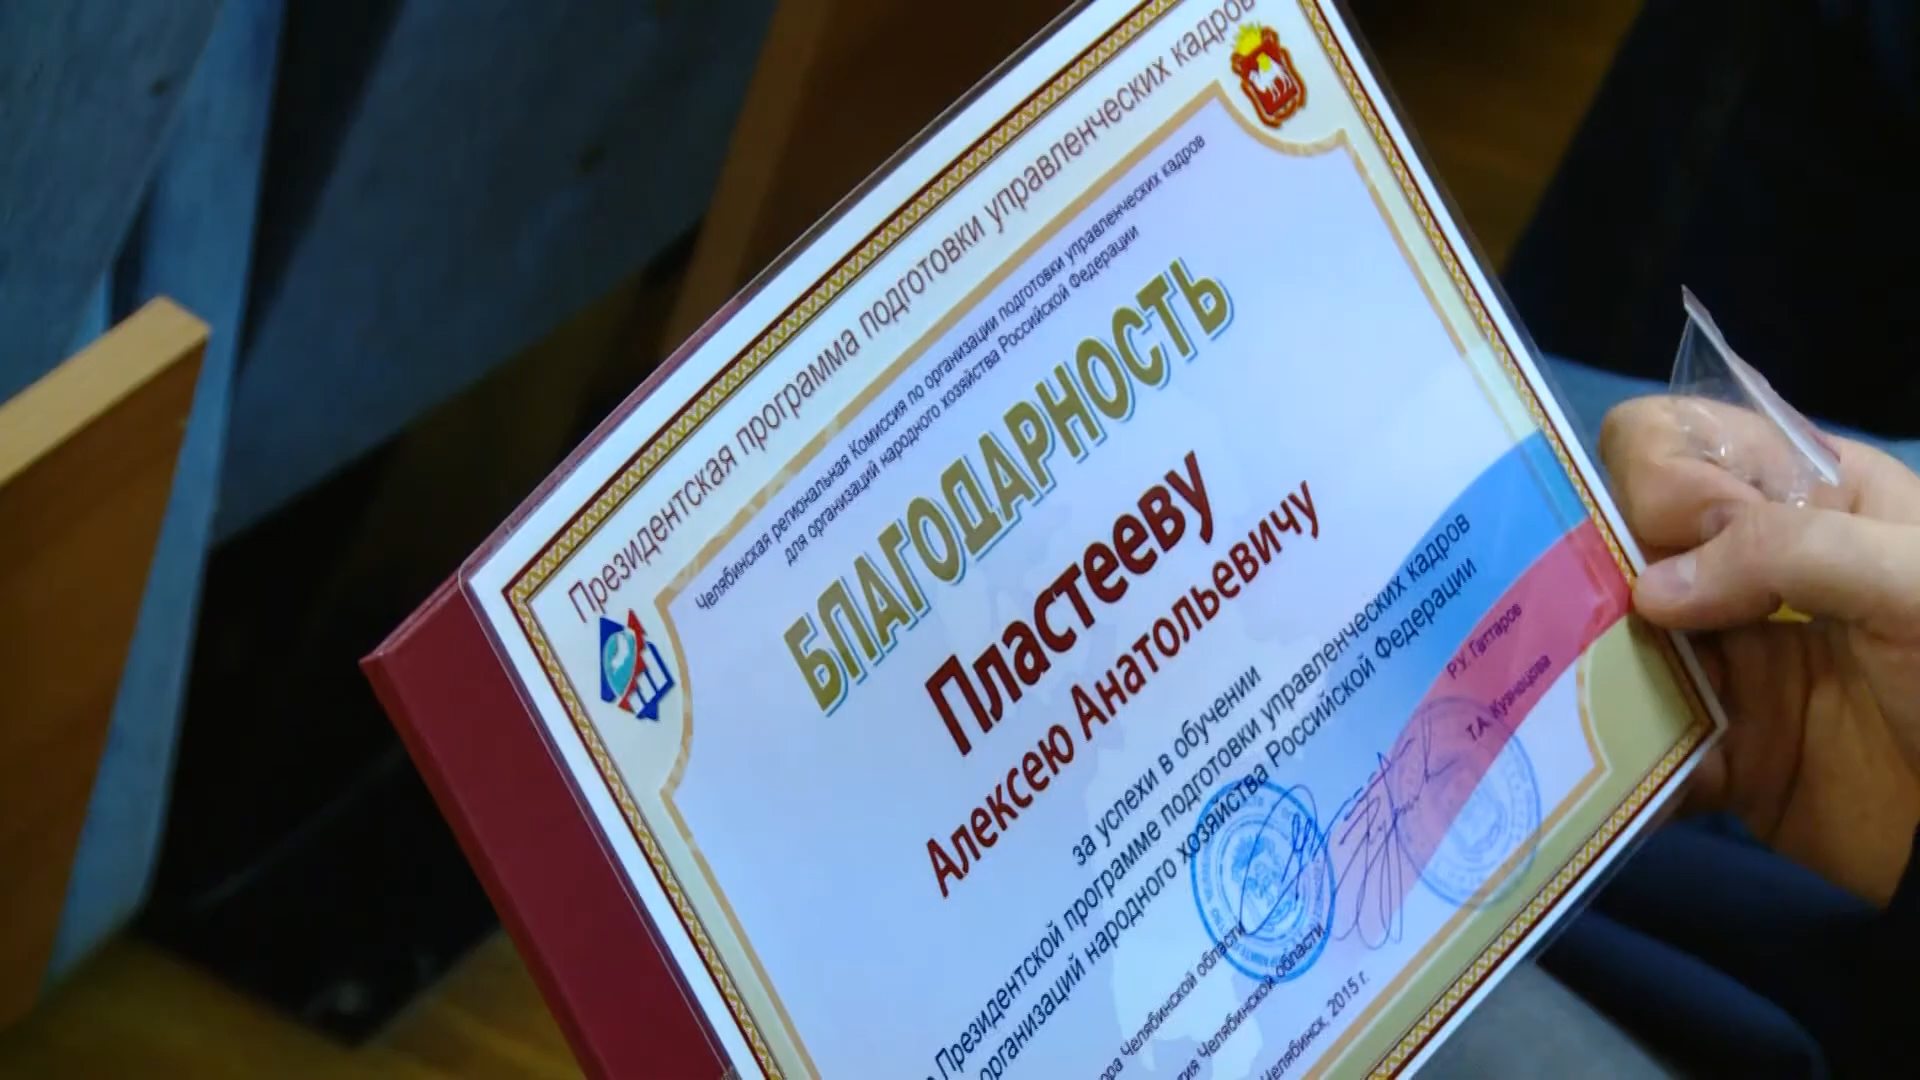 Президентская программа подготовки управленческих кадров
Челябинская региональная Комиссия по организации подготовки управленческих кадров
для организаций народного хозяйства Российской Федерации
БЛАГОДАРНОСТЬ
Пластееву
Алексею Анатольевичу
за успехи в обучении
Президентской программе подготовки управленческих кадров
организаций народного хозяйства Российской Федерации
Челябинской области
Р.У. Гаттаров
Челябинской области
Т.А. Кузнецова
Челябинск, 2015 г.